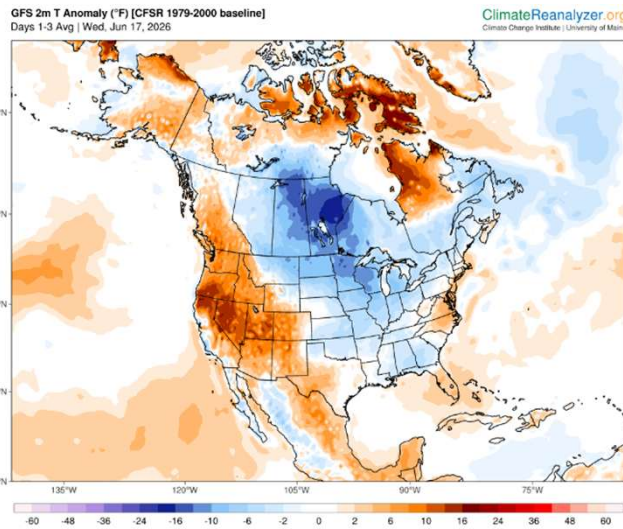 GFS 2m T Anomaly (°F) [CFSR 1979-2000 baseline]
Days 1-3 Avg | Wed, Jun 17, 2026
ClimateReanalyzer.org
Climate Change Institute | University of Maine
135°W 120°W 105°W 90°W 75°W
-60 -48 -36 -24 -16 -10 -6 -2 0 2 6 10 16 24 36 60